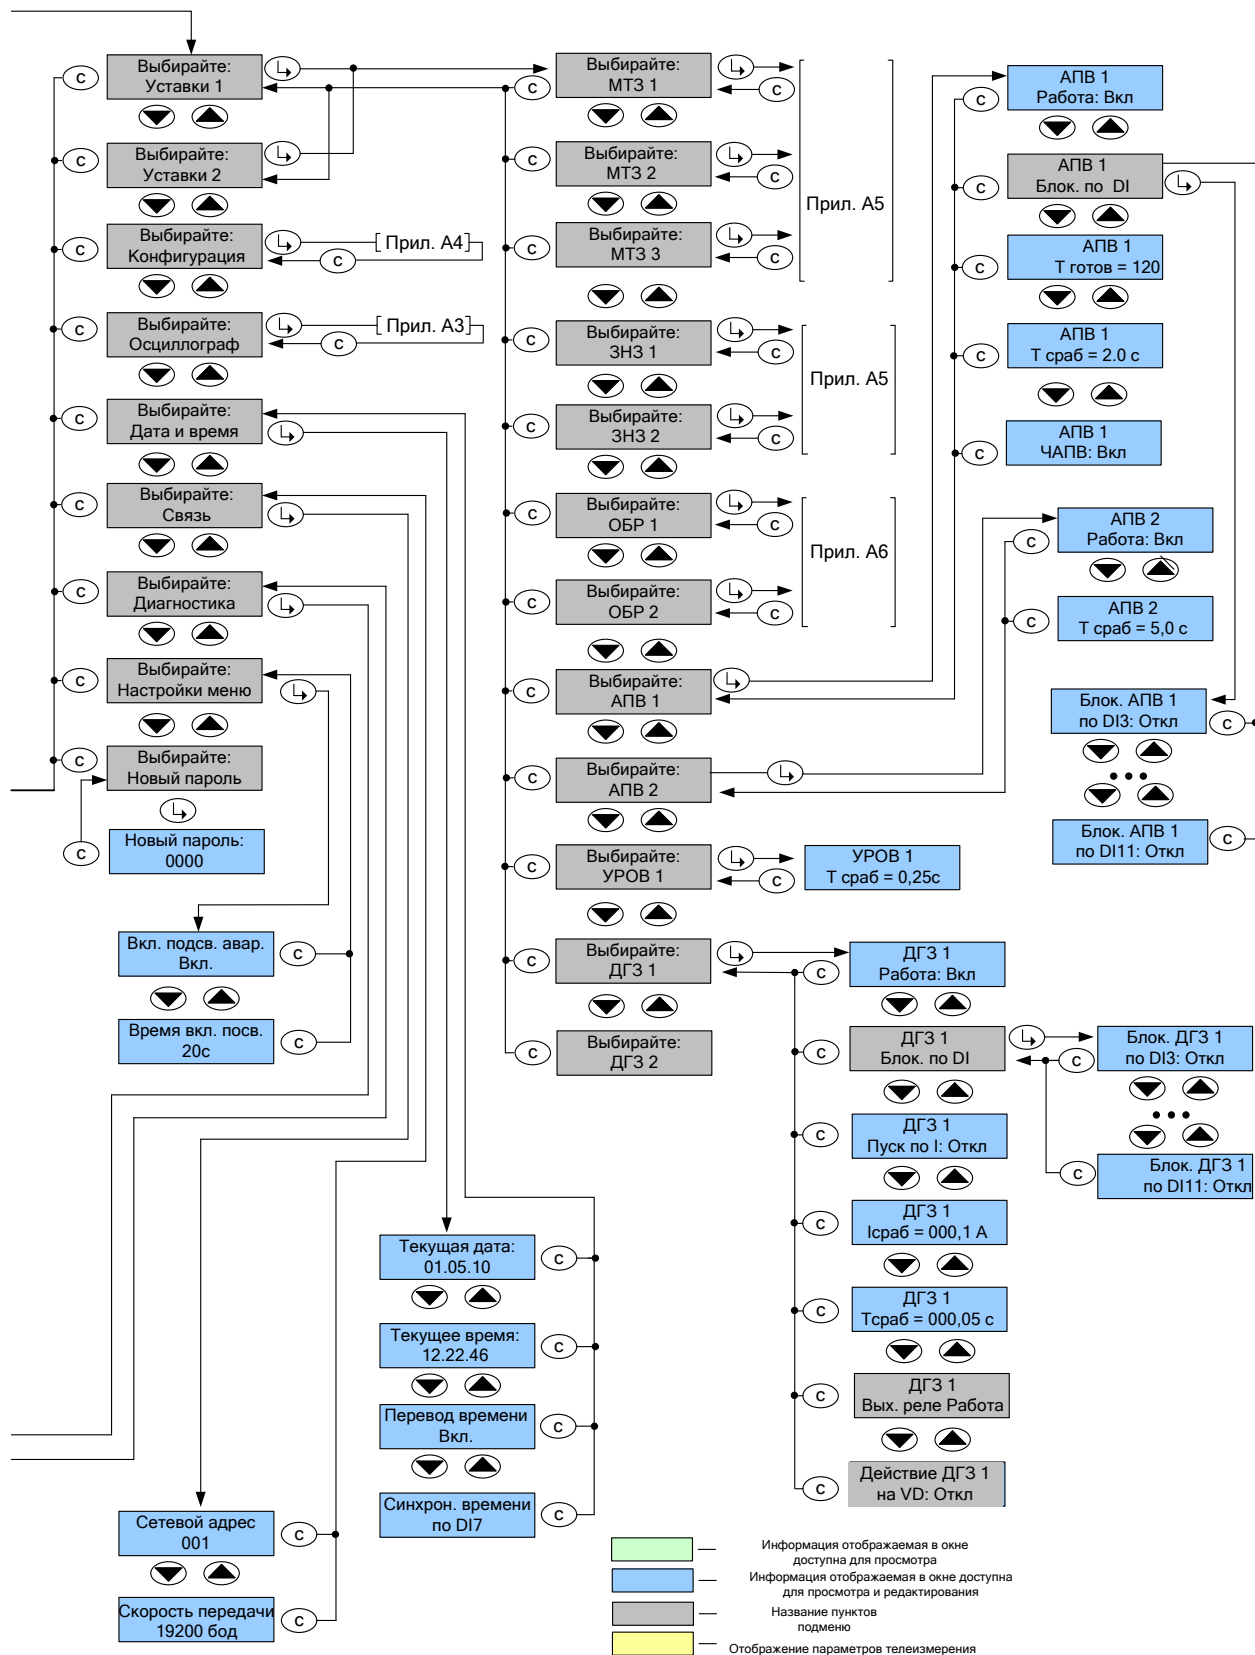 Выбирайте:
Уставки 1
Выбирайте:
Уставки 2
Выбирайте:
Конфигурация
[ Прил. А4 ]
Выбирайте:
Осциллограф
[ Прил. А3 ]
Выбирайте:
Дата и время
Выбирайте:
Связь
Выбирайте:
Диагностика
Выбирайте:
Настройки меню
Выбирайте:
Новый пароль
Новый пароль:
0000
Вкл. подсв. авар.
Вкл.
Время вкл. посв.
20с
Сетевой адрес
001
Скорость передачи
19200 бод
Текущая дата:
01.05.10
Текущее время:
12.22.46
Перевод времени
Вкл.
Синхрон. времени
по DI7
Выбирайте:
МТЗ 1
Выбирайте:
МТЗ 2
Выбирайте:
МТЗ 3
Прил. А5
Выбирайте:
ЗНЗ 1
Выбирайте:
ЗНЗ 2
Прил. А5
Выбирайте:
ОБР 1
Выбирайте:
ОБР 2
Прил. А6
Выбирайте:
АПВ 1
Выбирайте:
АПВ 2
Выбирайте:
УРОВ 1
УРОВ 1
Т сраб = 0,25с
Выбирайте:
ДГЗ 1
Выбирайте:
ДГЗ 2
АПВ 1
Работа: Вкл
АПВ 1
Блок. по DI
АПВ 1
Т готов = 120
АПВ 1
Т сраб = 2.0 с
АПВ 1
ЧАПВ: Вкл
АПВ 2
Работа: Вкл
АПВ 2
Т сраб = 5,0 с
Блок. АПВ 1
по DI3: Откл
Блок. АПВ 1
по DI11: Откл
ДГЗ 1
Работа: Вкл
ДГЗ 1
Блок. по DI
Блок. ДГЗ 1
по DI3: Откл
Блок. ДГЗ 1
по DI11: Откл
ДГЗ 1
Пуск по I: Откл
ДГЗ 1
Iсраб = 000,1 А
ДГЗ 1
Тсраб = 000,05 с
ДГЗ 1
Вых. реле Работа
Действие ДГЗ 1
на VD: Откл
Информация отображаемая в окне
доступна для просмотра
Информация отображаемая в окне доступна
для просмотра и редактирования
Название пунктов
подменю
Отображение параметров телеизмерения